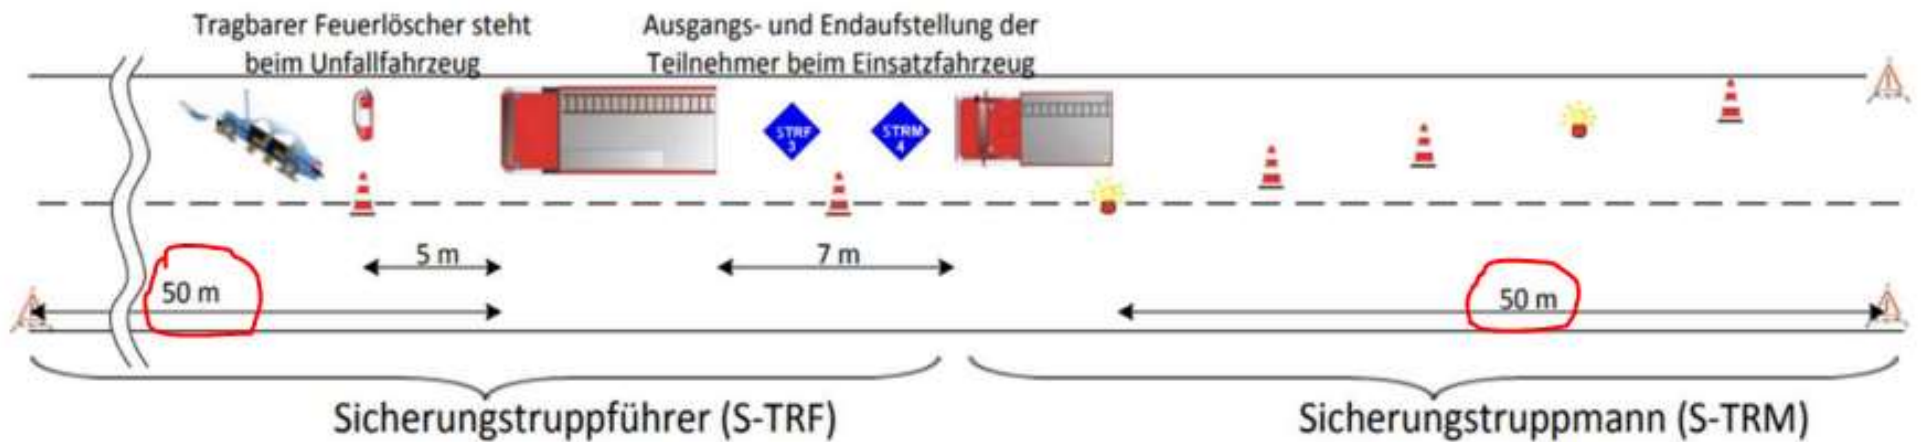 Tragbarer Feuerlöscher steht
beim Unfallfahrzeug
Ausgangs- und Endaufstellung der
Teilnehmer beim Einsatzfahrzeug
STRF
3
STRM
4
5 m
7 m
50 m
50 m
Sicherungstruppführer (S-TRF)
Sicherungstruppmann (S-TRM)